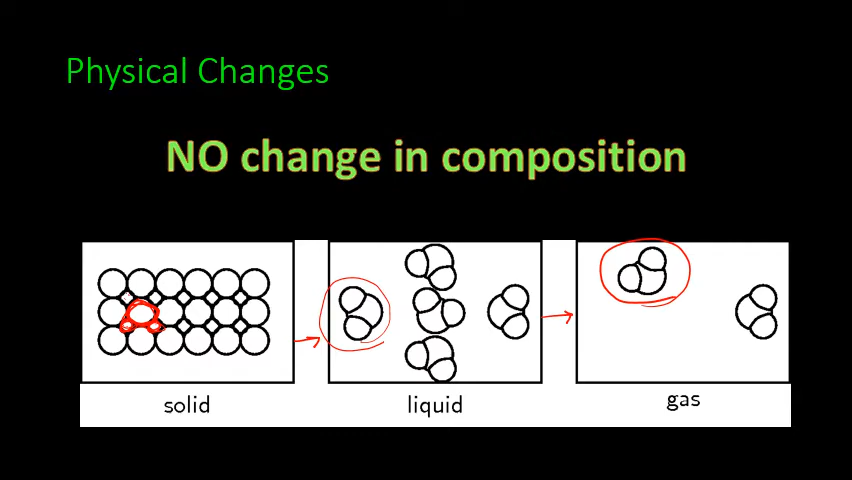 Physical Changes
NO change in composition
solid
liquid
gas